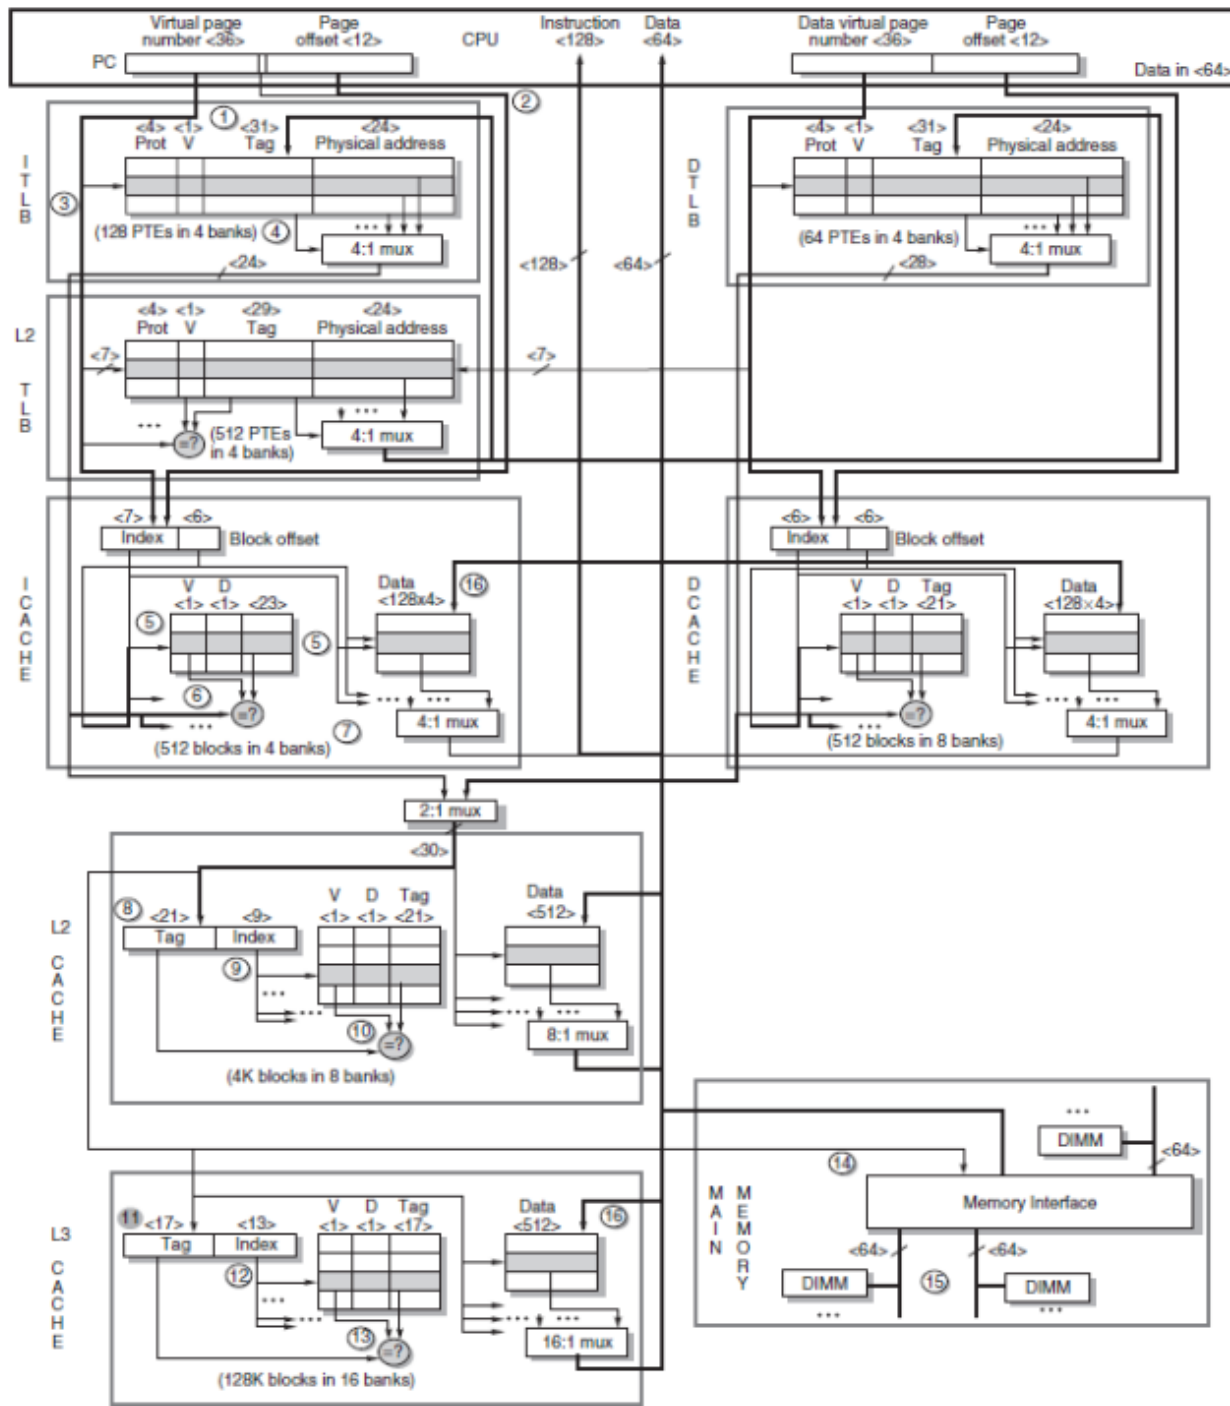 Virtual page number <36>
Page offset <12>
CPU
Instruction <128>
Data <64>
Data virtual page number <36>
Page offset <12>
PC
Data in <64>
1
2
ITLB
<4> <1> <31> <24>
Prot V Tag Physical address
3
(128 PTEs in 4 banks)
4
...
4:1 mux
<24>
DTLB
<4> <1> <31> <24>
Prot V Tag Physical address
(64 PTEs in 4 banks)
...
4:1 mux
<28>
<128>
<64>
L2 TLB
<4> <1> <29> <24>
Prot V Tag Physical address
<7>
<7>
...
=?
(512 PTEs in 4 banks)
...
4:1 mux
ICACHE
<7> <6>
Index
Block offset
V D
<1> <1> <23>
5
5
Data <128x4>
16
6
=?
...
7
... ...
4:1 mux
(512 blocks in 4 banks)
DCACHE
<6> <6>
Index
Block offset
V D Tag
<1> <1> <21>
Data <128×4>
=?
...
... ...
4:1 mux
(512 blocks in 8 banks)
2:1 mux
<30>
L2 CACHE
8
<21> <9>
Tag Index
V D Tag
<1> <1> <21>
Data <512>
9
...
...
10
=?
... ...
8:1 mux
(4K blocks in 8 banks)
L3 CACHE
11
<17> <13>
Tag Index
V D Tag
<1> <1> <17>
Data <512>
16
12
...
...
13
=?
... ...
16:1 mux
(128K blocks in 16 banks)
MAIN MEMORY
14
...
DIMM
<64>
Memory Interface
<64> <64>
DIMM
15
DIMM
...
...